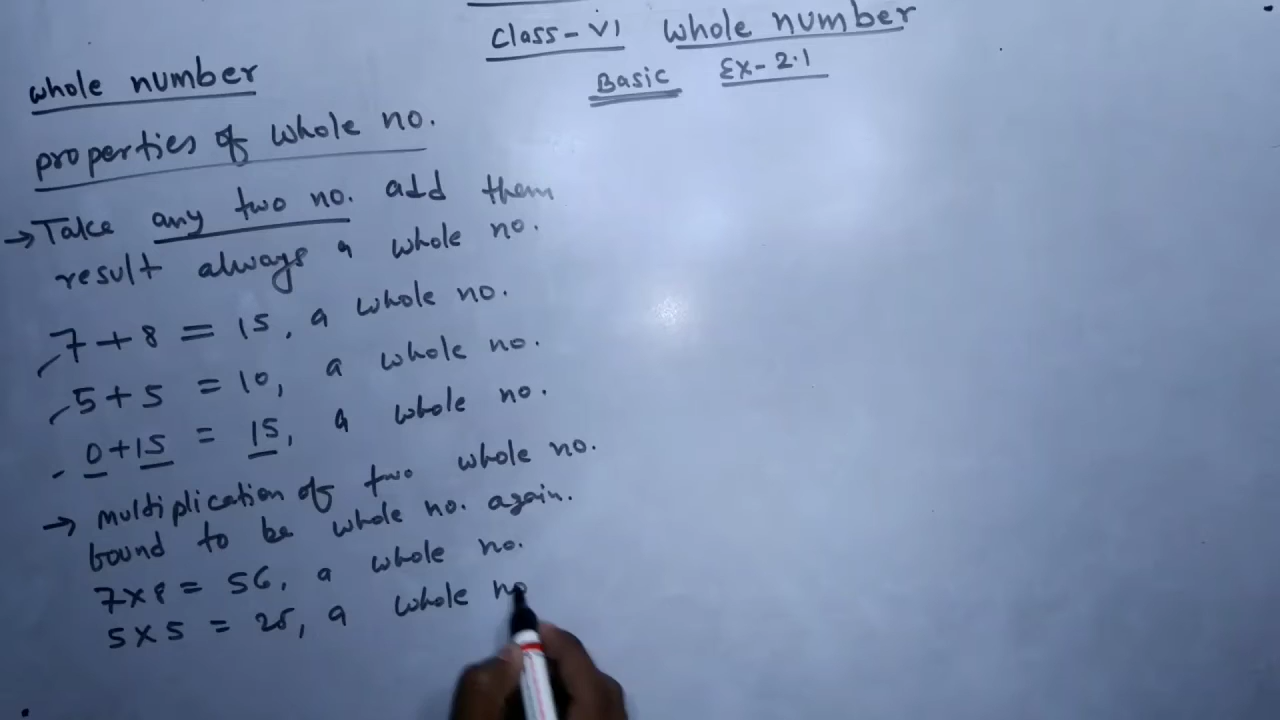 Class - VI whole number
Basic Ex - 2.1
whole number
properties of whole no.
→ Take any two no. add them
result always a whole no.
7 + 8 = 15, a whole no.
5 + 5 = 10, a whole no.
- 0 + 15 = 15, a whole no.
→ multiplication of two whole no.
bound to be whole no. again.
7 x 8 = 56, a whole no.
5 x 5 = 25, a whole no